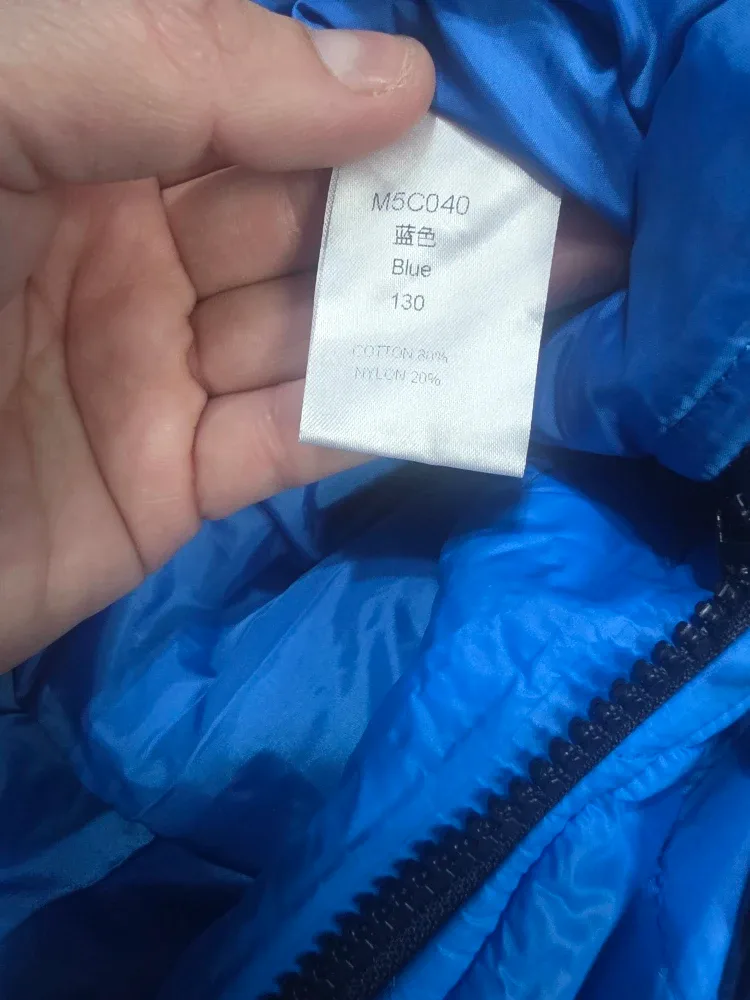 M5C040
蓝色
Blue
130
COTTON 80%
NYLON 20%